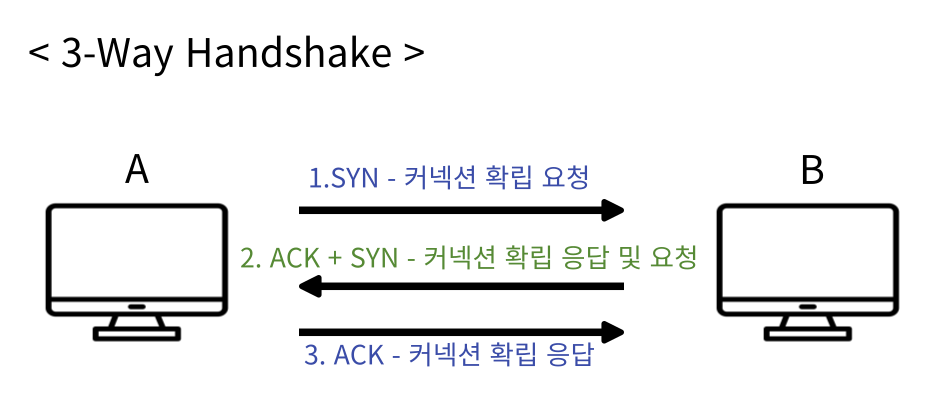 < 3-Way Handshake >
A
B
1.SYN - 커넥션 확립 요청
2. ACK + SYN - 커넥션 확립 응답 및 요청
3. ACK - 커넥션 확립 응답